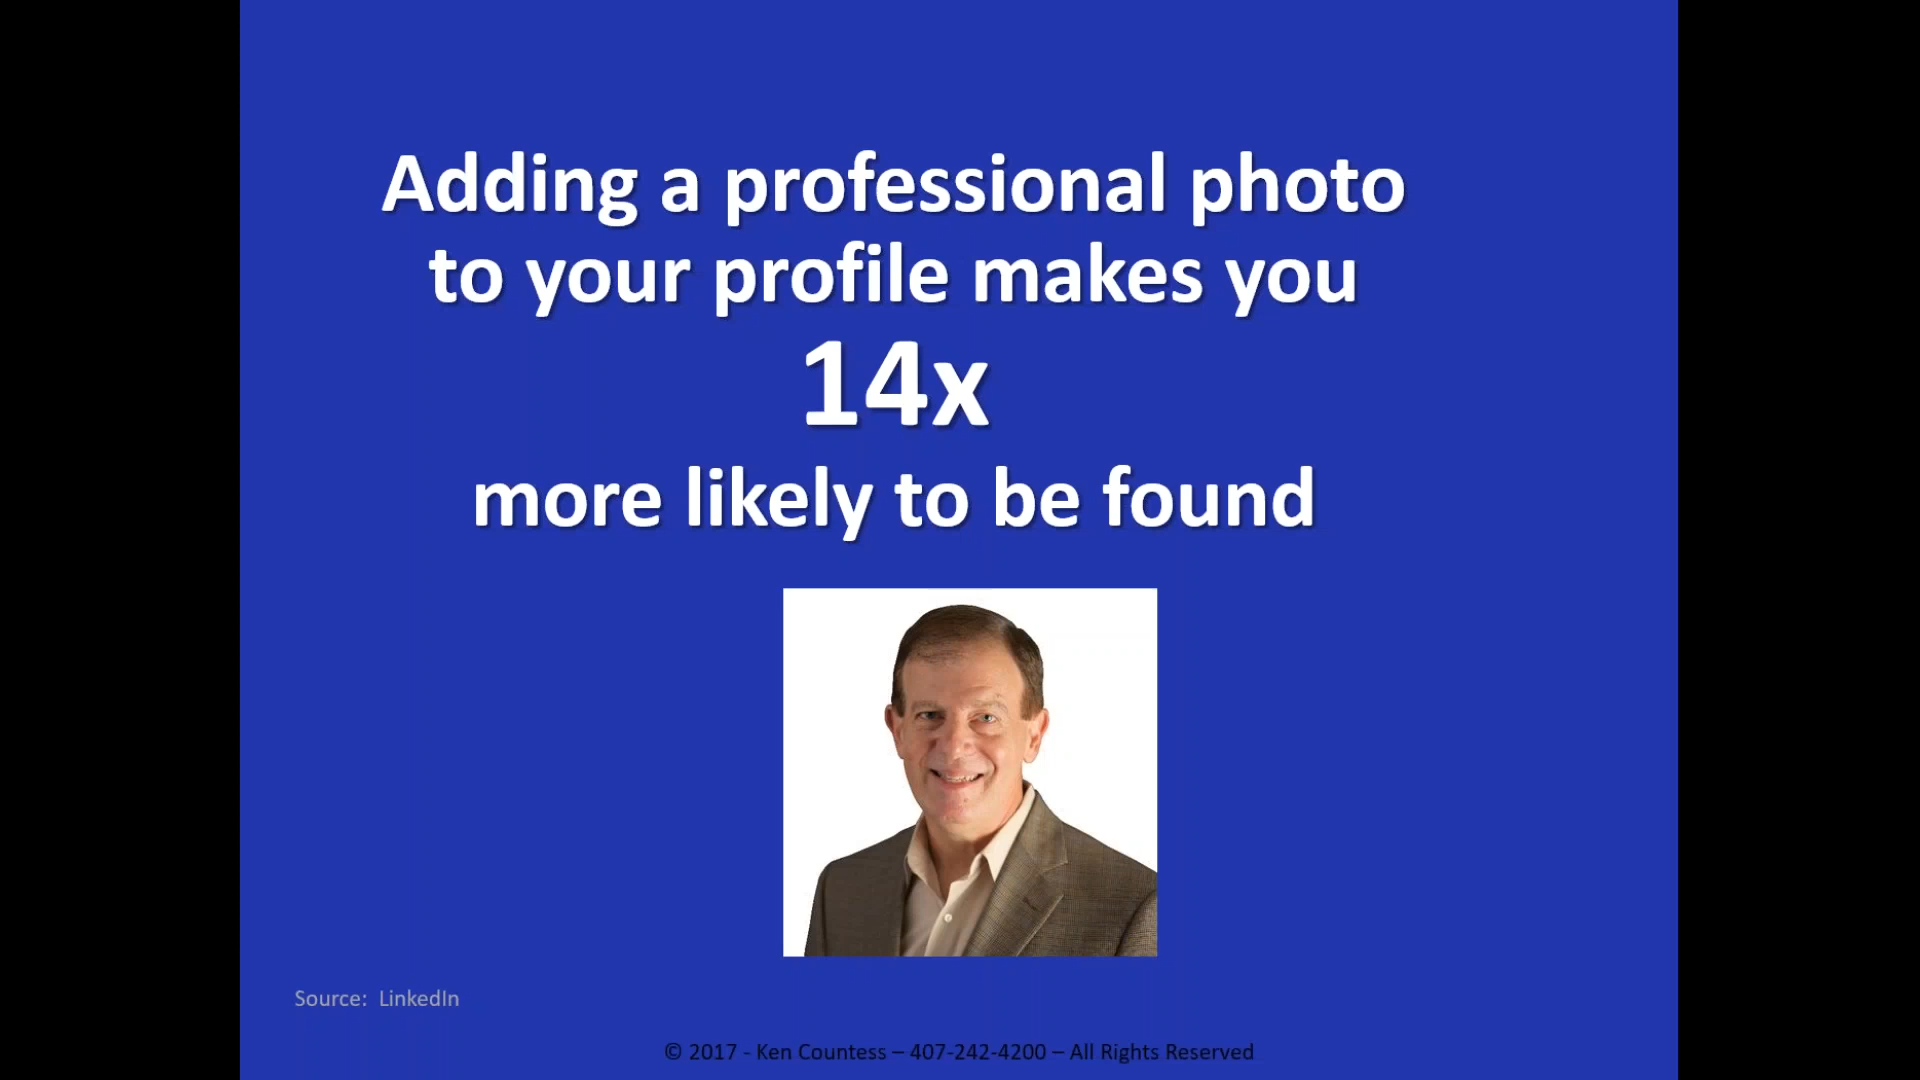 Adding a professional photo
to your profile makes you
14x
more likely to be found
Source: LinkedIn
© 2017 - Ken Countess – 407-242-4200 – All Rights Reserved